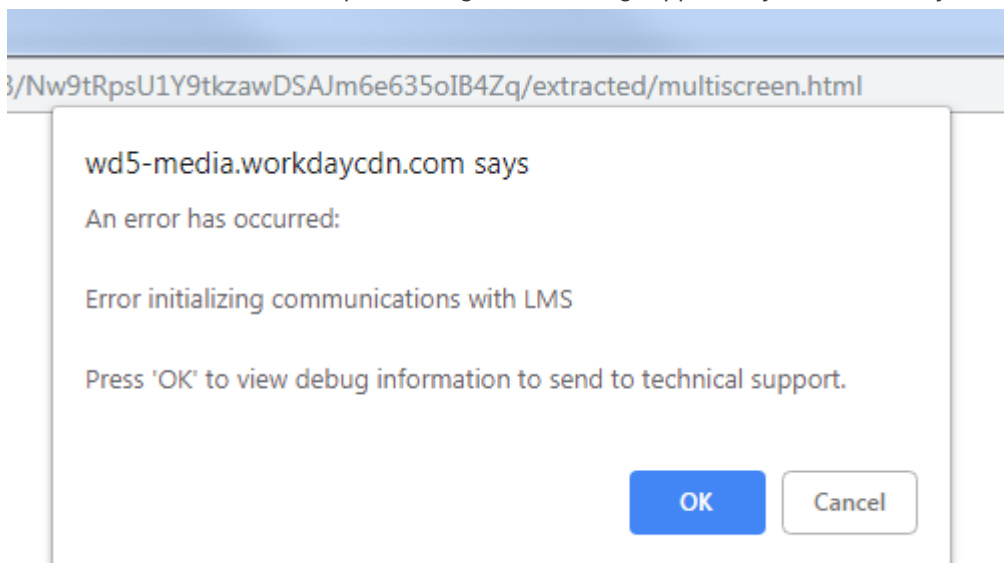 3/Nw9tRpsU1Y9tkzawDSAJm6e635oIB4Zq/extracted/multiscreen.html
wd5-media.workdaycdn.com says
An error has occurred:
Error initializing communications with LMS
Press 'OK' to view debug information to send to technical support.
OK
Cancel